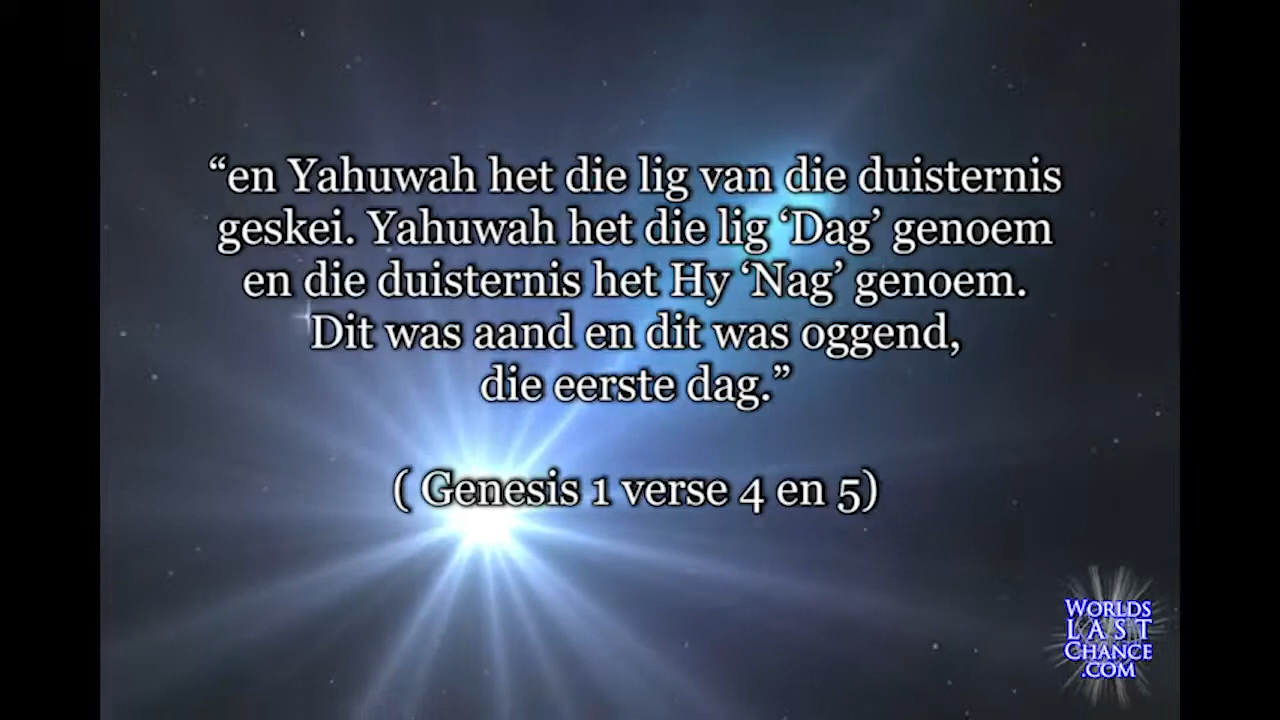 “en Yahuwah het die lig van die duisternis
geskei. Yahuwah het die lig ‘Dag’ genoem
en die duisternis het Hy ‘Nag’ genoem.
Dit was aand en dit was oggend,
die eerste dag.”
( Genesis 1 verse 4 en 5)
WORLDS
LAST
CHANCE
.COM